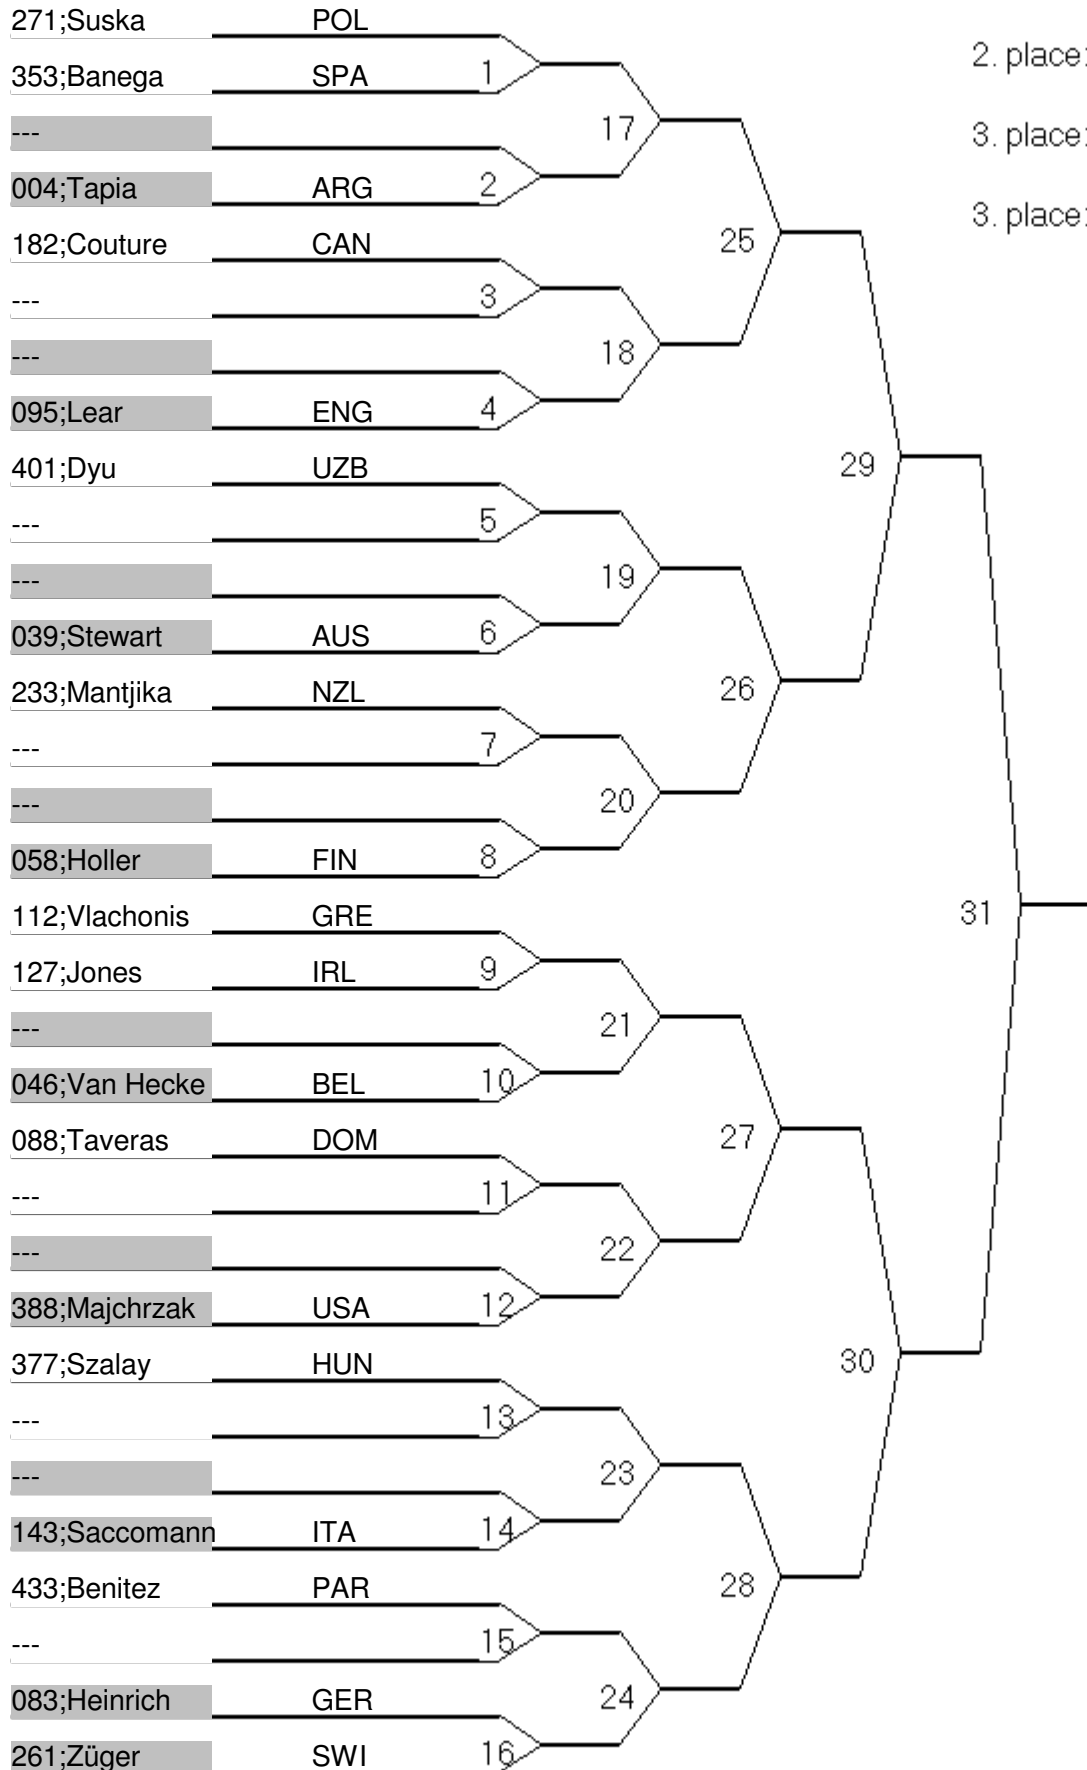 271;Suska POL
2. place:
353;Banega SPA 1
--- 17
3. place:
004;Tapia ARG 2
3. place:
182;Couture CAN 25
--- 3
--- 18
095;Lear ENG 4
401;Dyu UZB 29
--- 5
--- 19
039;Stewart AUS 6
233;Mantjika NZL 26
--- 7
--- 20
058;Holler FIN 8
112;Vlachonis GRE 31
127;Jones IRL 9
--- 21
046;Van Hecke BEL 10
088;Taveras DOM 27
--- 11
--- 22
388;Majchrzak USA 12
377;Szalay HUN 30
--- 13
--- 23
143;Saccomann ITA 14
433;Benitez PAR 28
--- 15
083;Heinrich GER 24
261;Züger SWI 16